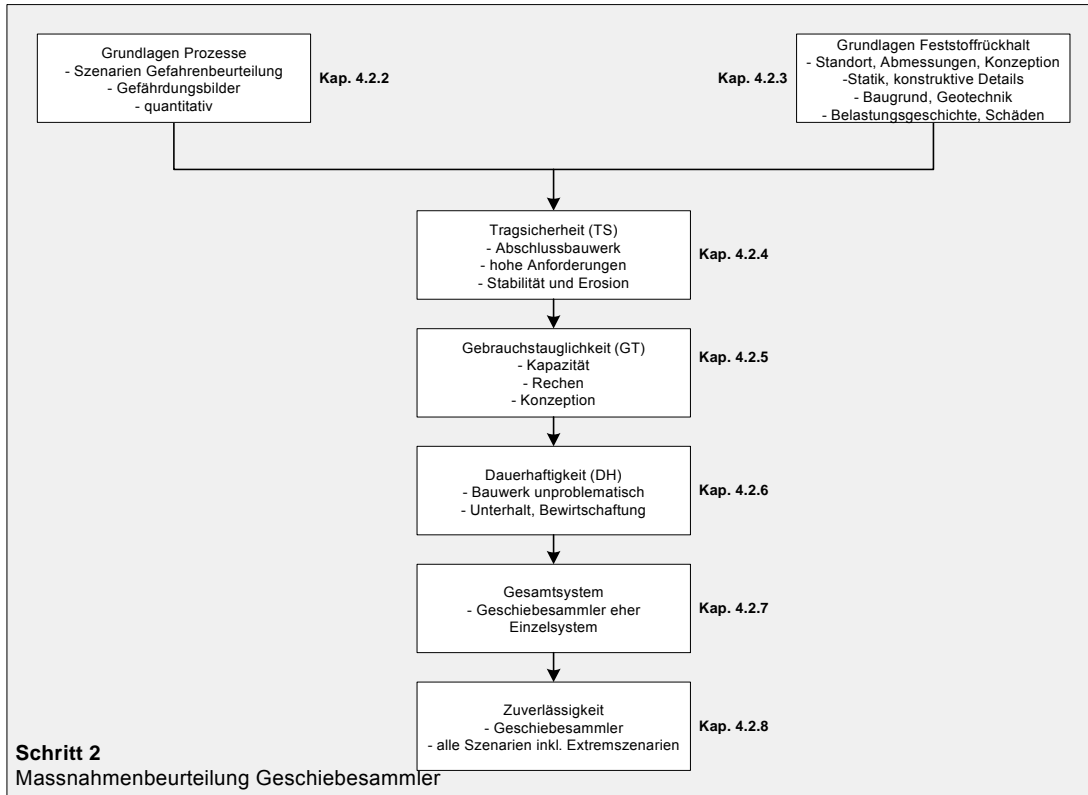 Grundlagen Prozesse
- Szenarien Gefahrenbeurteilung
- Gefährdungsbilder
- quantitativ
Kap. 4.2.2
Kap. 4.2.3
Grundlagen Feststoffrückhalt
- Standort, Abmessungen, Konzeption
-Statik, konstruktive Details
- Baugrund, Geotechnik
- Belastungsgeschichte, Schäden
Tragsicherheit (TS)
- Abschlussbauwerk
- hohe Anforderungen
- Stabilität und Erosion
Kap. 4.2.4
Gebrauchstauglichkeit (GT)
- Kapazität
- Rechen
- Konzeption
Kap. 4.2.5
Dauerhaftigkeit (DH)
- Bauwerk unproblematisch
- Unterhalt, Bewirtschaftung
Kap. 4.2.6
Gesamtsystem
- Geschiebesammler eher
Einzelsystem
Kap. 4.2.7
Zuverlässigkeit
- Geschiebesammler
- alle Szenarien inkl. Extremszenarien
Kap. 4.2.8
Schritt 2
Massnahmenbeurteilung Geschiebesammler